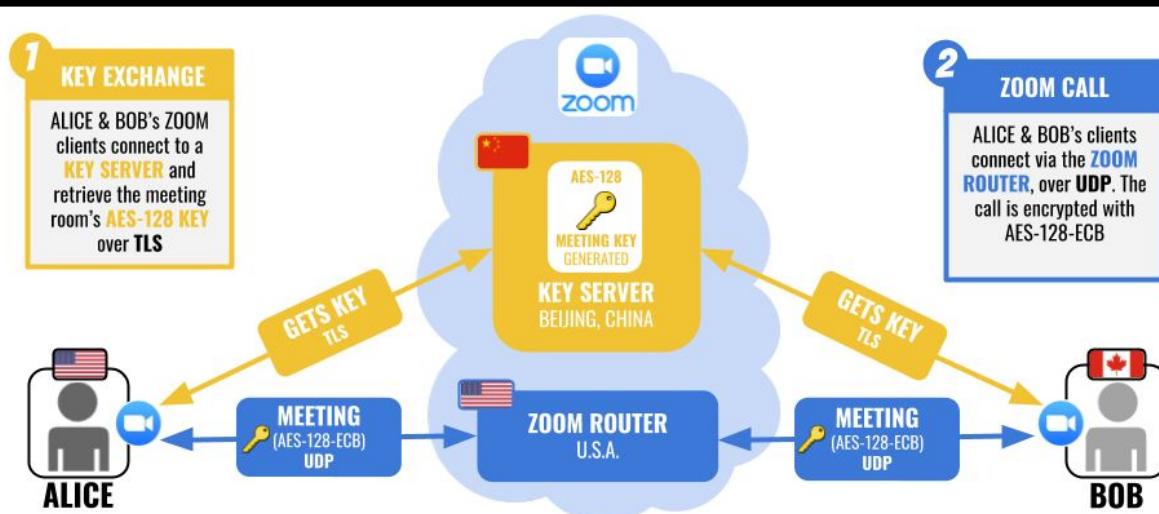 1
KEY EXCHANGE
ALICE & BOB's ZOOM
clients connect to a
KEY SERVER and
retrieve the meeting
room's AES-128 KEY
over TLS
zoom
AES-128
MEETING KEY
GENERATED
KEY SERVER
BEIJING, CHINA
2
ZOOM CALL
ALICE & BOB's clients
connect via the ZOOM
ROUTER, over UDP. The
call is encrypted with
AES-128-ECB
GETS KEY
TLS
GETS KEY
TLS
MEETING
(AES-128-ECB)
UDP
ZOOM ROUTER
U.S.A.
MEETING
(AES-128-ECB)
UDP
ALICE
BOB